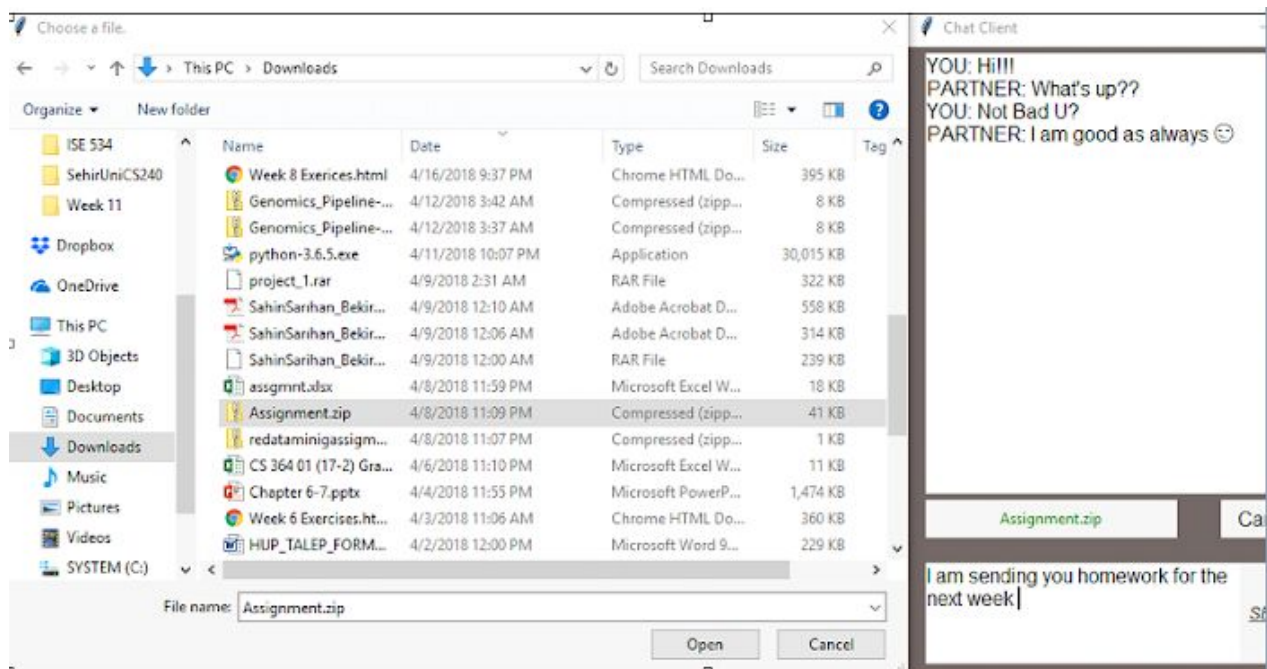 Choose a file.
This PC > Downloads
Search Downloads
Organize
New folder
ISE 534
SehirUniCS240
Week 11
Dropbox
OneDrive
This PC
3D Objects
Desktop
Documents
Downloads
Music
Pictures
Videos
SYSTEM (C:)
Name Date Type Size Tag
Week 8 Exerices.html 4/16/2018 9:37 PM Chrome HTML Do... 395 KB
Genomics_Pipeline-... 4/12/2018 3:42 AM Compressed (zipp... 8 KB
Genomics_Pipeline-... 4/12/2018 3:37 AM Compressed (zipp... 8 KB
python-3.6.5.exe 4/11/2018 10:07 PM Application 30,015 KB
project_1.rar 4/9/2018 2:31 AM RAR File 322 KB
SahinSarıhan_Bekir... 4/9/2018 12:10 AM Adobe Acrobat D... 558 KB
SahinSarıhan_Bekir... 4/9/2018 12:06 AM Adobe Acrobat D... 314 KB
SahinSarihan_Bekir... 4/9/2018 12:00 AM RAR File 239 KB
assgmnt.xlsx 4/8/2018 11:59 PM Microsoft Excel W... 18 KB
Assignment.zip 4/8/2018 11:09 PM Compressed (zipp... 41 KB
redataminigassigm... 4/8/2018 11:07 PM Compressed (zipp... 1 KB
CS 364 01 (17-2) Gra... 4/6/2018 11:10 PM Microsoft Excel W... 11 KB
Chapter 6-7.pptx 4/4/2018 11:55 PM Microsoft PowerP... 1,474 KB
Week 6 Exercises.ht... 4/3/2018 11:06 AM Chrome HTML Do... 360 KB
HUP_TALEP_FORM... 4/2/2018 12:00 PM Microsoft Word 9... 229 KB
File name: Assignment.zip
Open Cancel
Chat Client
YOU: Hi!!!
PARTNER: What's up??
YOU: Not Bad U?
PARTNER: I am good as always 😏
Assignment.zip
Ca
I am sending you homework for the
next week